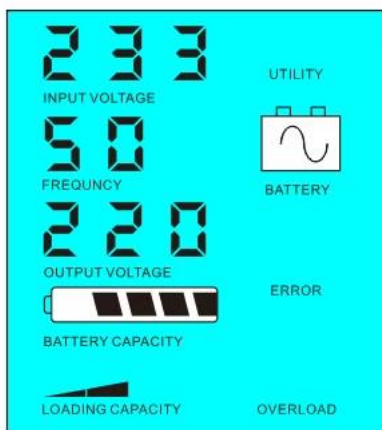 233
UTILITY
INPUT VOLTAGE
50
FREQUNCY
BATTERY
220
OUTPUT VOLTAGE
ERROR
BATTERY CAPACITY
LOADING CAPACITY
OVERLOAD